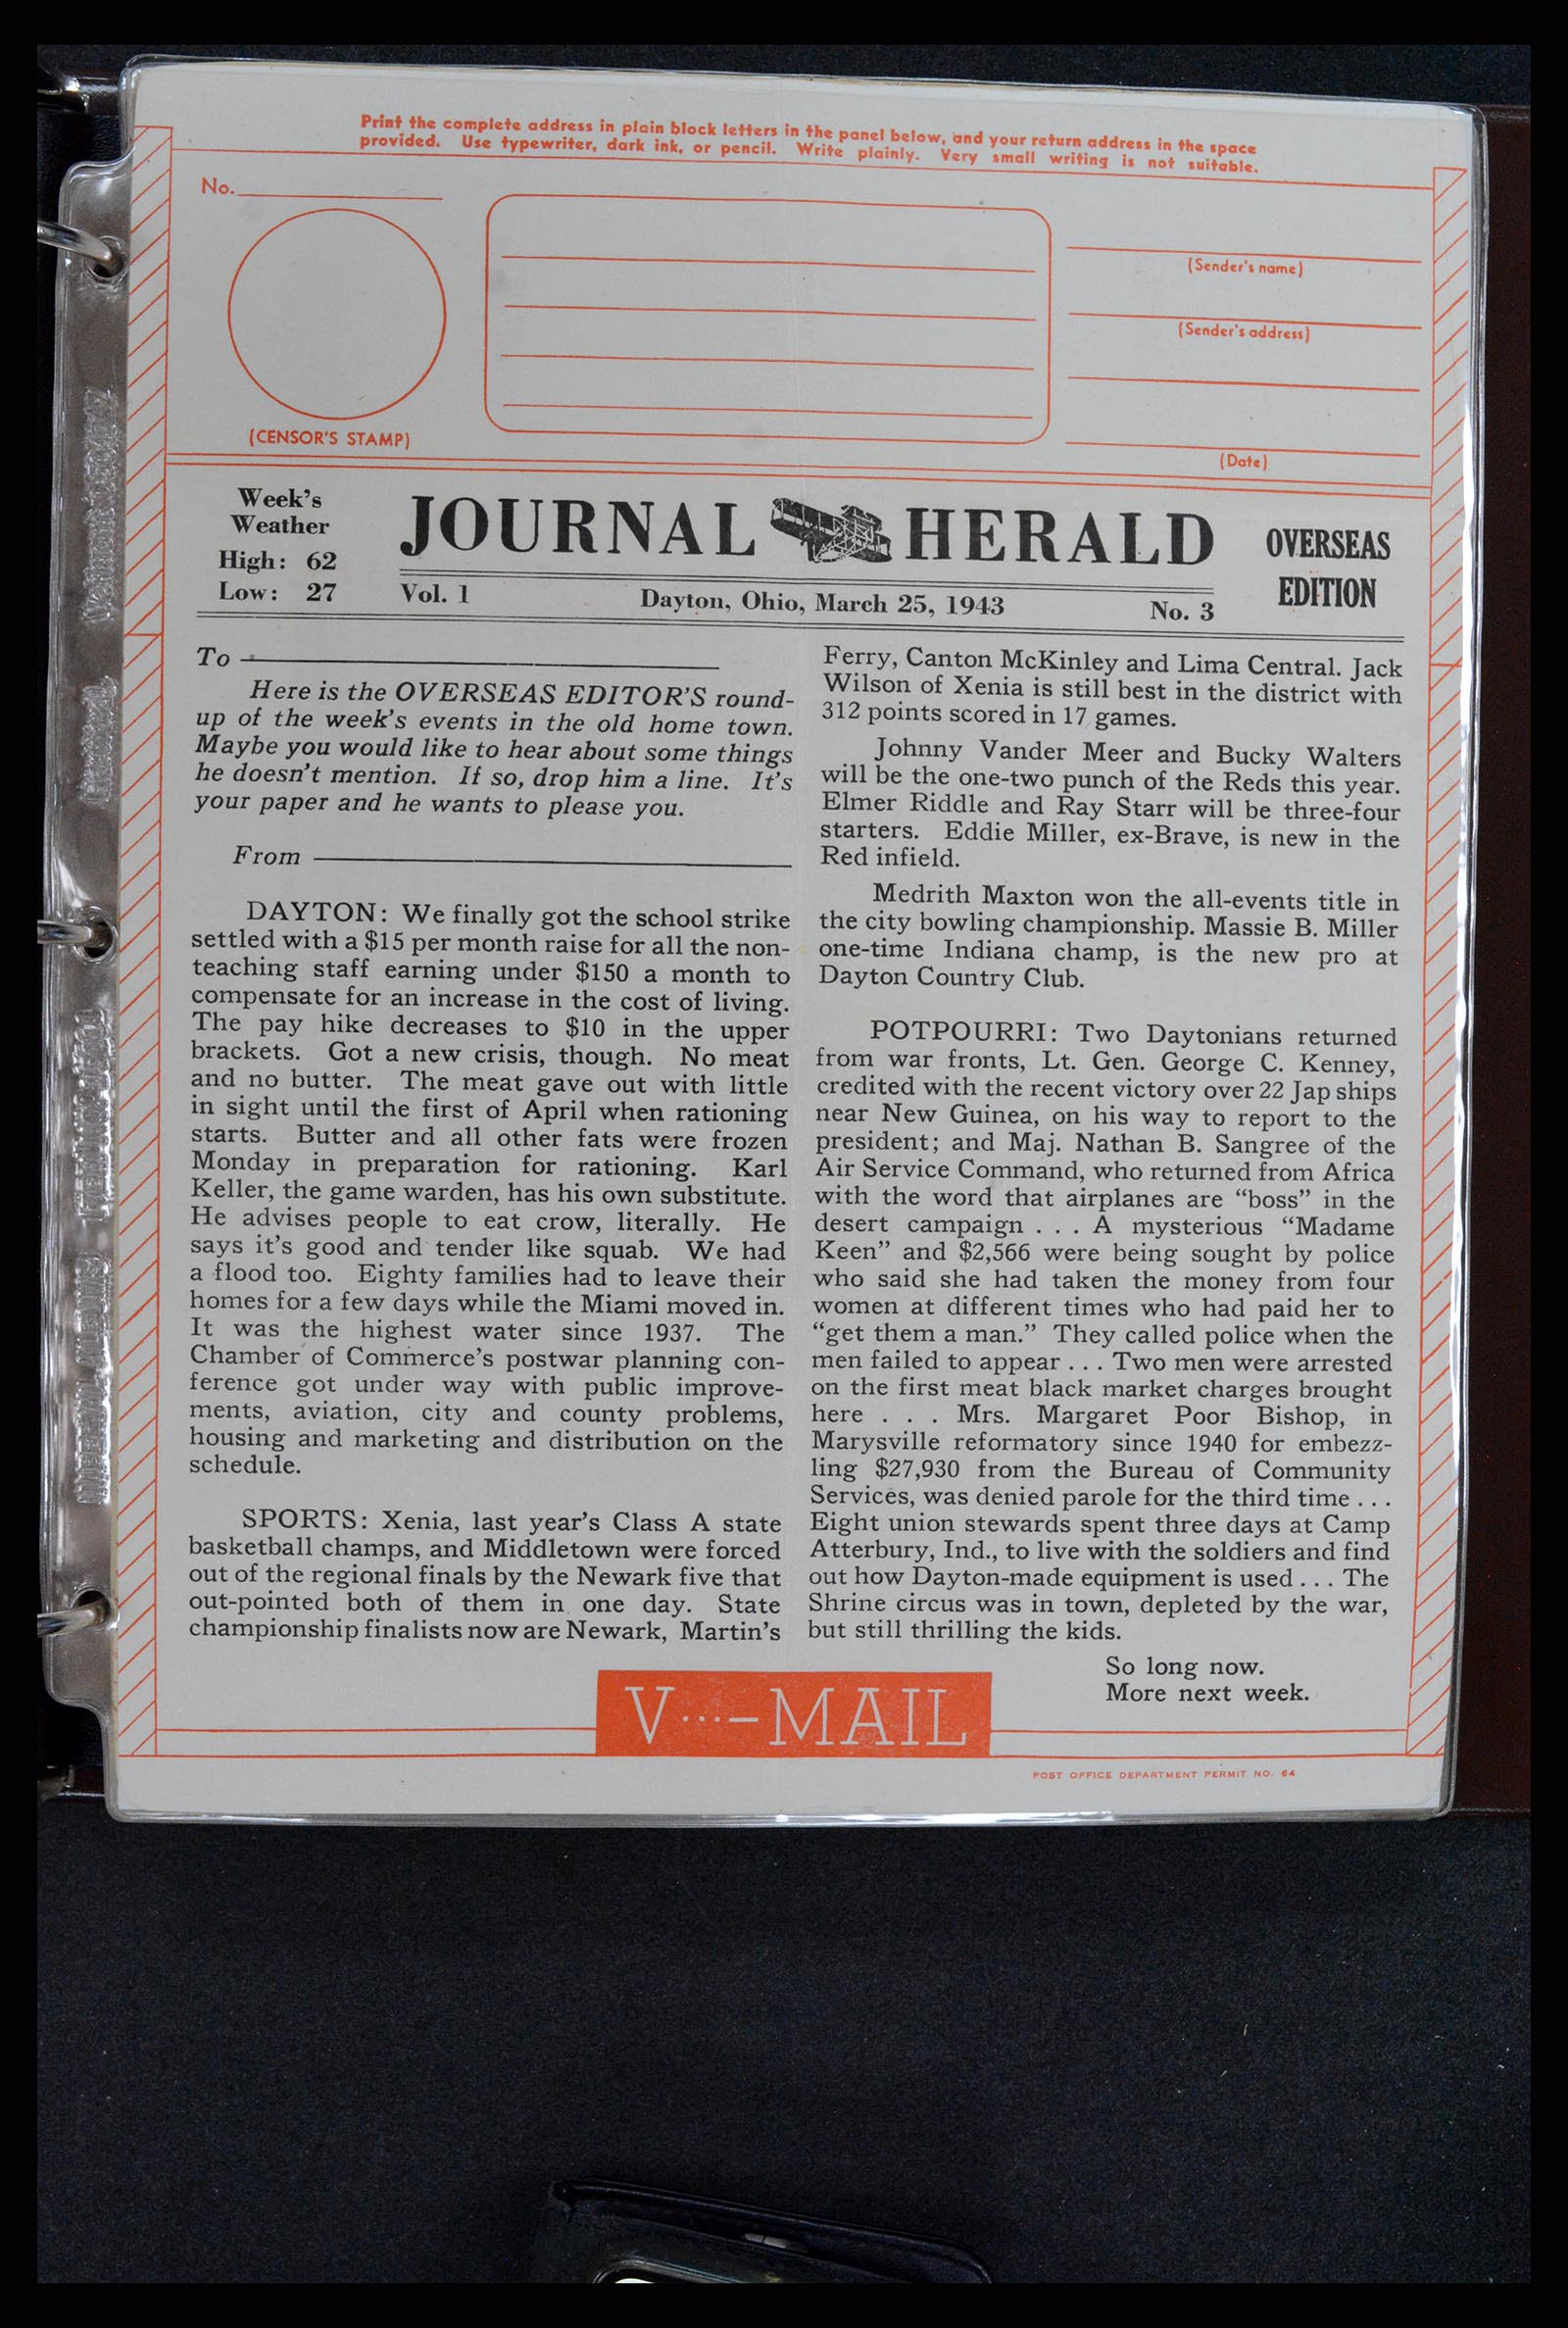 Print the complete address in plain block letters in the panel below, and your return address in the space
provided. Use typewriter, dark ink, or pencil. Write plainly. Very small writing is not suitable.
No.
(CENSOR'S STAMP)
(Sender's name)
(Sender's address)
(Date)
Week's
Weather
High: 62
Low: 27
JOURNAL HERALD
Vol. 1 Dayton, Ohio, March 25, 1943 No. 3
OVERSEAS
EDITION
To
Here is the OVERSEAS EDITOR'S round-
up of the week's events in the old home town.
Maybe you would like to hear about some things
he doesn't mention. If so, drop him a line. It's
your paper and he wants to please you.
From
DAYTON: We finally got the school strike
settled with a $15 per month raise for all the non-
teaching staff earning under $150 a month to
compensate for an increase in the cost of living.
The pay hike decreases to $10 in the upper
brackets. Got a new crisis, though. No meat
and no butter. The meat gave out with little
in sight until the first of April when rationing
starts. Butter and all other fats were frozen
Monday in preparation for rationing. Karl
Keller, the game warden, has his own substitute.
He advises people to eat crow, literally. He
says it's good and tender like squab. We had
a flood too. Eighty families had to leave their
homes for a few days while the Miami moved in.
It was the highest water since 1937. The
Chamber of Commerce's postwar planning con-
ference got under way with public improve-
ments, aviation, city and county problems,
housing and marketing and distribution on the
schedule.
SPORTS: Xenia, last year's Class A state
basketball champs, and Middletown were forced
out of the regional finals by the Newark five that
out-pointed both of them in one day. State
championship finalists now are Newark, Martin's
Ferry, Canton McKinley and Lima Central. Jack
Wilson of Xenia is still best in the district with
312 points scored in 17 games.
Johnny Vander Meer and Bucky Walters
will be the one-two punch of the Reds this year.
Elmer Riddle and Ray Starr will be three-four
starters. Eddie Miller, ex-Brave, is new in the
Red infield.
Medrith Maxton won the all-events title in
the city bowling championship. Massie B. Miller
one-time Indiana champ, is the new pro at
Dayton Country Club.
POTPOURRI: Two Daytonians returned
from war fronts, Lt. Gen. George C. Kenney,
credited with the recent victory over 22 Jap ships
near New Guinea, on his way to report to the
president; and Maj. Nathan B. Sangree of the
Air Service Command, who returned from Africa
with the word that airplanes are "boss" in the
desert campaign . . . A mysterious "Madame
Keen" and $2,566 were being sought by police
who said she had taken the money from four
women at different times who had paid her to
"get them a man." They called police when the
men failed to appear . . . Two men were arrested
on the first meat black market charges brought
here . . . Mrs. Margaret Poor Bishop, in
Marysville reformatory since 1940 for embezz-
ling $27,930 from the Bureau of Community
Services, was denied parole for the third time . . .
Eight union stewards spent three days at Camp
Atterbury, Ind., to live with the soldiers and find
out how Dayton-made equipment is used . . . The
Shrine circus was in town, depleted by the war,
but still thrilling the kids.
So long now.
More next week.
V···—MAIL
POST OFFICE DEPARTMENT PERMIT NO. 64